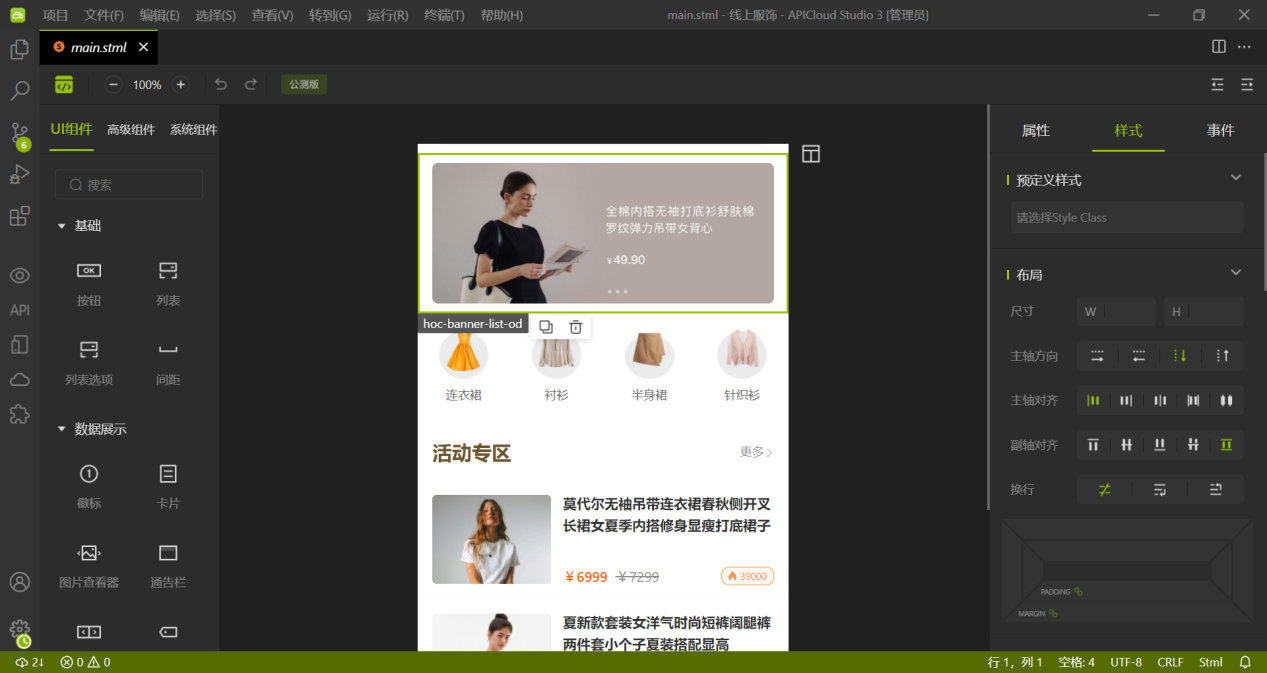 项目 文件(F) 编辑(E) 选择(S) 查看(V) 转到(G) 运行(R) 终端(T) 帮助(H) main.stml - 线上服饰 - APICloud Studio 3 [管理员]
main.stml
100% 公测版
UI组件 高级组件 系统组件
搜索
基础
OK
按钮 列表
列表选项 间距
数据展示
1
徽标 卡片
图片查看器 通告栏
6
API
全棉内搭无袖打底衫舒肤棉
罗纹弹力吊带女背心
¥49.90
hoc-banner-list-od
连衣裙 衬衫 半身裙 针织衫
活动专区 更多
莫代尔无袖吊带连衣裙春秋侧开叉
长裙女夏季内搭修身显瘦打底裙子
¥6999 ¥7299 39000
夏新款套装女洋气时尚短裤阔腿裤
两件套小个子夏装搭配显高
属性 样式 事件
预定义样式
请选择Style Class
布局
尺寸 W H
主轴方向
主轴对齐
副轴对齐
换行
PADDING
MARGIN
2↓ 0 0 行 1，列 1 空格: 4 UTF-8 CRLF Stml